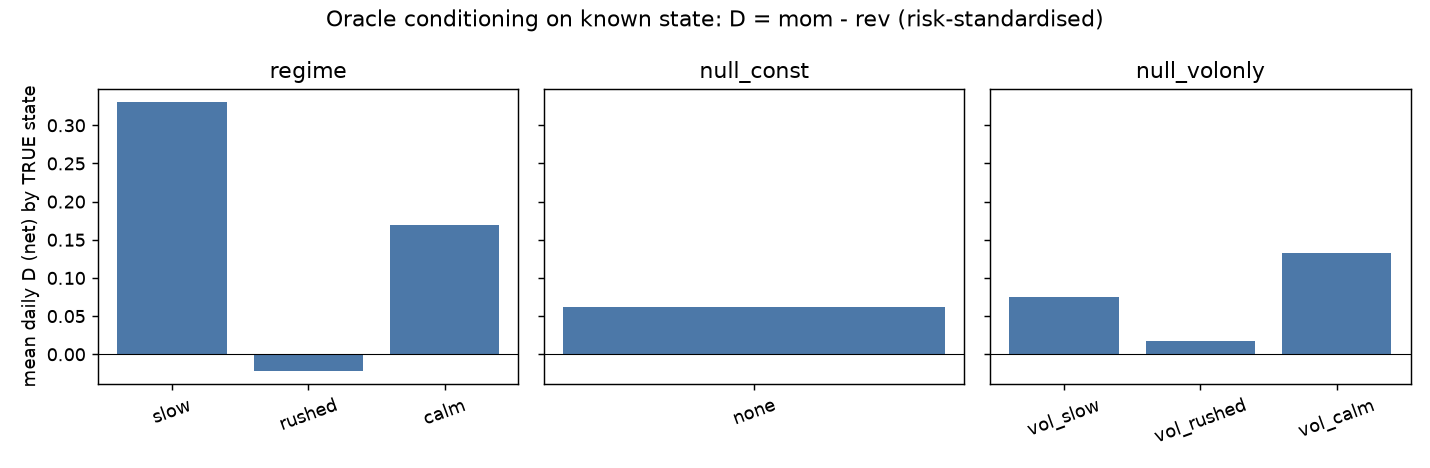 Oracle conditioning on known state: D = mom - rev (risk-standardised)
regime
null_const
null_volonly
mean daily D (net) by TRUE state
0.30
0.25
0.20
0.15
0.10
0.05
0.00
slow
rushed
calm
none
vol_slow
vol_rushed
vol_calm